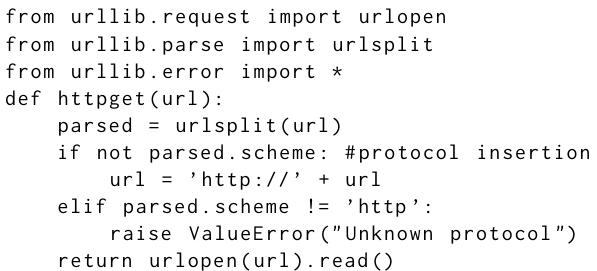 from urllib.request import urlopen
from urllib.parse import urlsplit
from urllib.error import *
def httpget(url):
    parsed = urlsplit(url)
    if not parsed.scheme: #protocol insertion
        url = ’http://’ + url
    elif parsed.scheme != ’http’:
        raise ValueError("Unknown protocol")
    return urlopen(url).read()